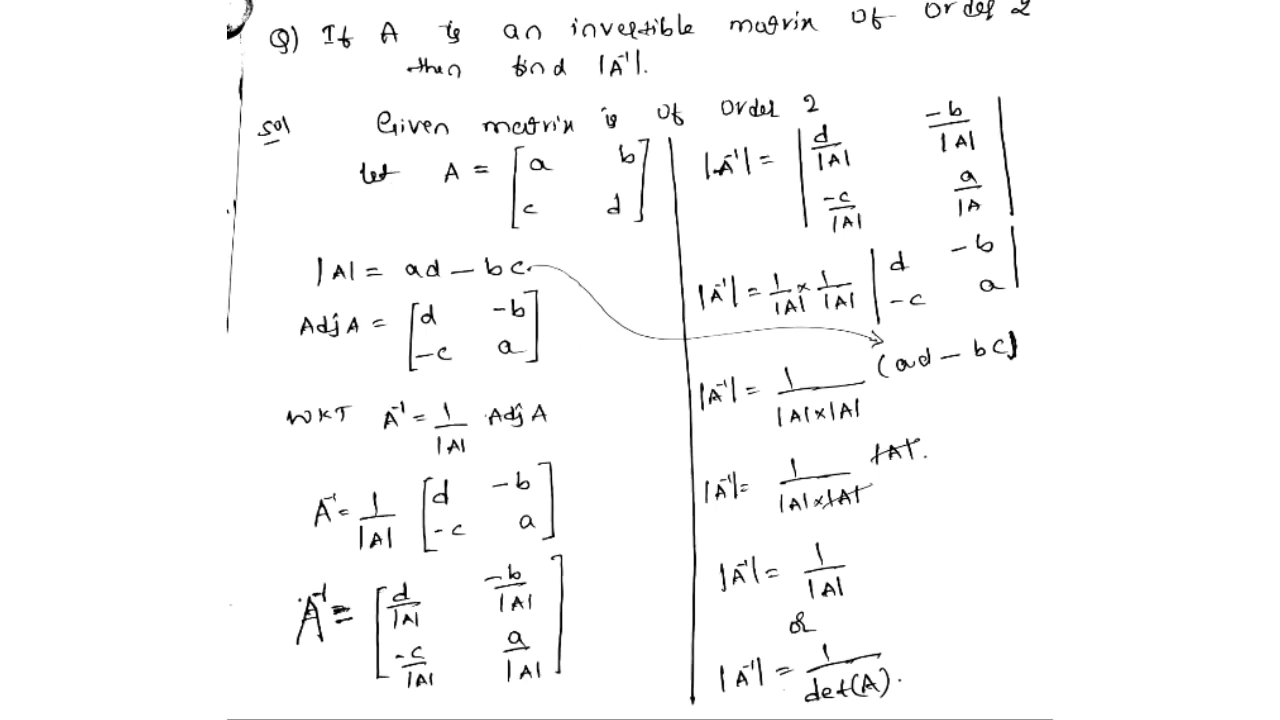 Q) If A is an invertible matrix of order 2
then find |A⁻¹|.
Sol Given matrix is of order 2
let A = [a b
c d]
|A| = ad – bc
Adj A = [d -b
-c a]
WKT A⁻¹ = 1/|A| Adj A
A⁻¹ = 1/|A| [d -b
-c a]
A⁻¹ = [d/|A| -b/|A|
-c/|A| a/|A|]
|A⁻¹| = |d/|A| -b/|A|
-c/|A| a/|A|
|A⁻¹| = 1/|A| × 1/|A| |d -b
-c a|
|A⁻¹| = 1/|A|×|A| (ad – bc)
|A⁻¹| = 1/|A|×|A| |A|.
|A⁻¹| = 1/|A|
or
|A⁻¹| = 1/det(A).